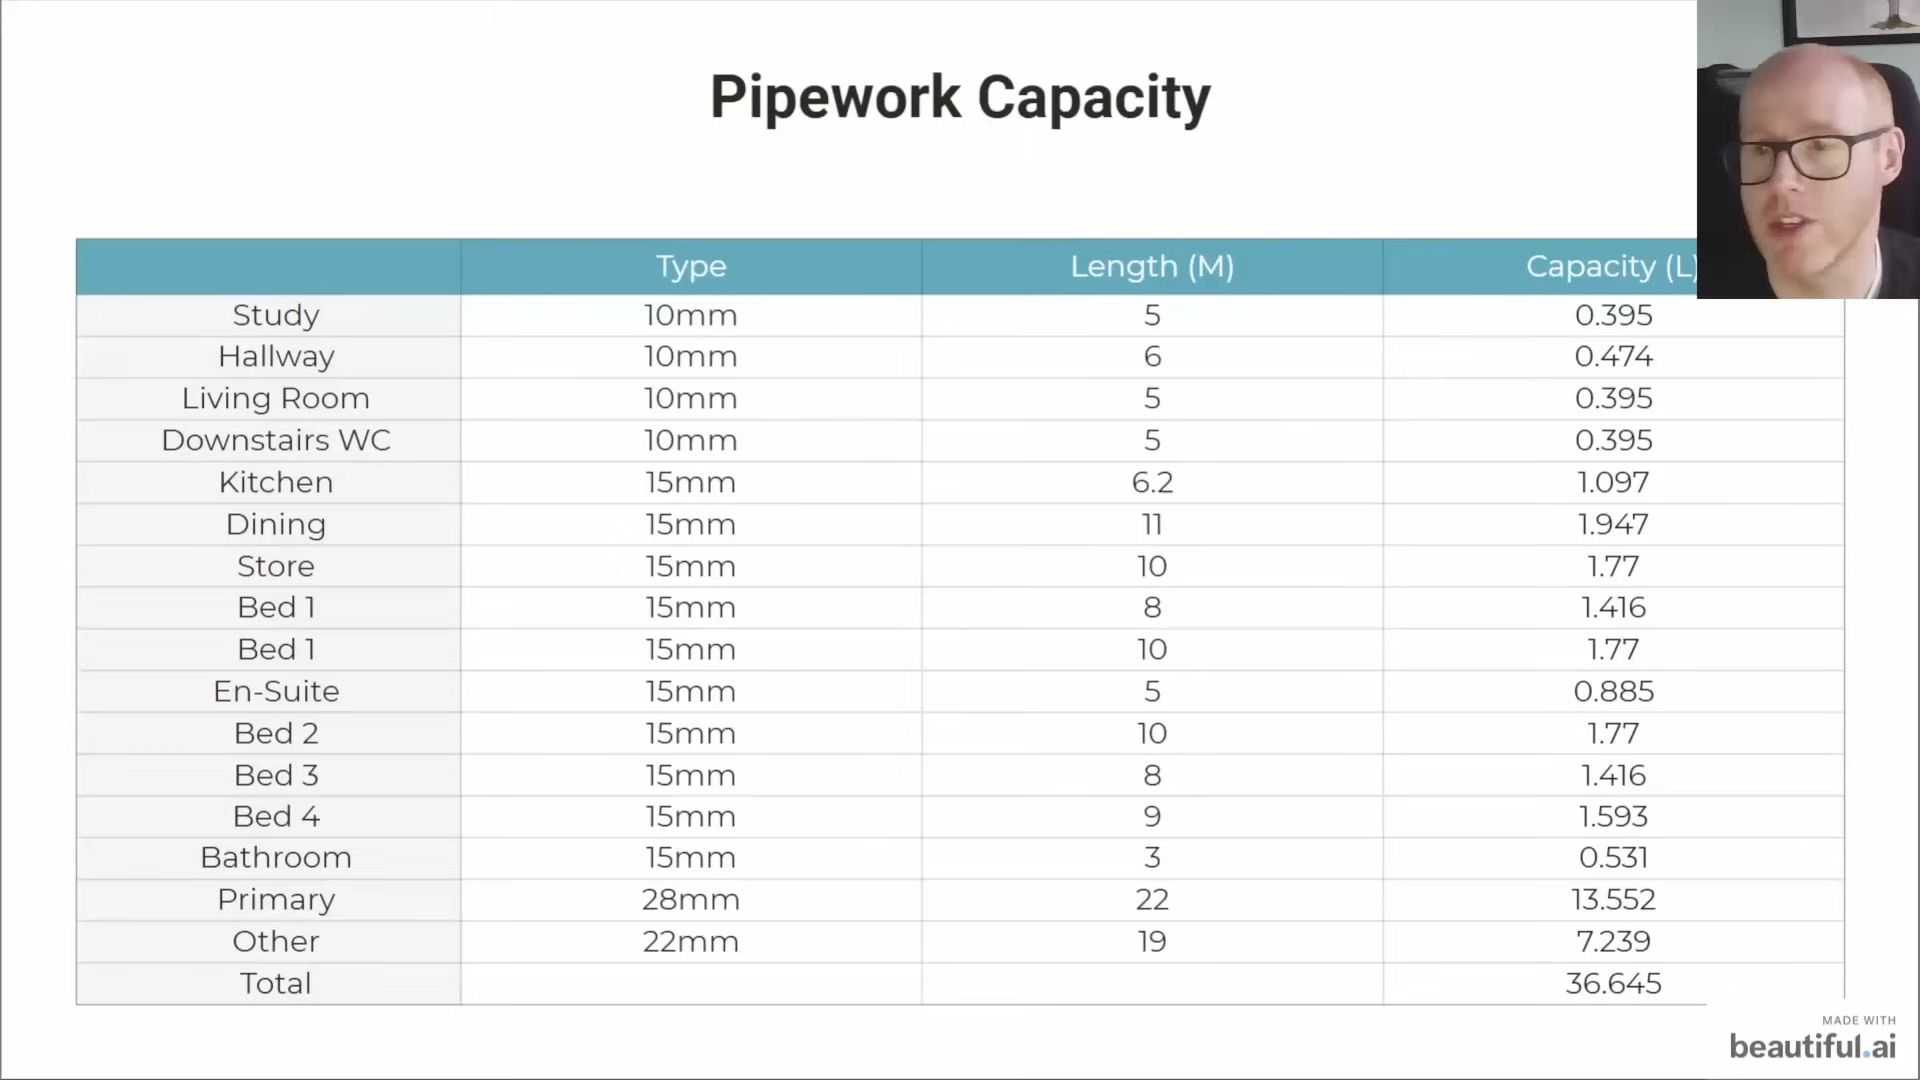 Pipework Capacity
Type Length (M) Capacity (L)
Study 10mm 5 0.395
Hallway 10mm 6 0.474
Living Room 10mm 5 0.395
Downstairs WC 10mm 5 0.395
Kitchen 15mm 6.2 1.097
Dining 15mm 11 1.947
Store 15mm 10 1.77
Bed 1 15mm 8 1.416
Bed 1 15mm 10 1.77
En-Suite 15mm 5 0.885
Bed 2 15mm 10 1.77
Bed 3 15mm 8 1.416
Bed 4 15mm 9 1.593
Bathroom 15mm 3 0.531
Primary 28mm 22 13.552
Other 22mm 19 7.239
Total 36.645
MADE WITH
beautiful.ai